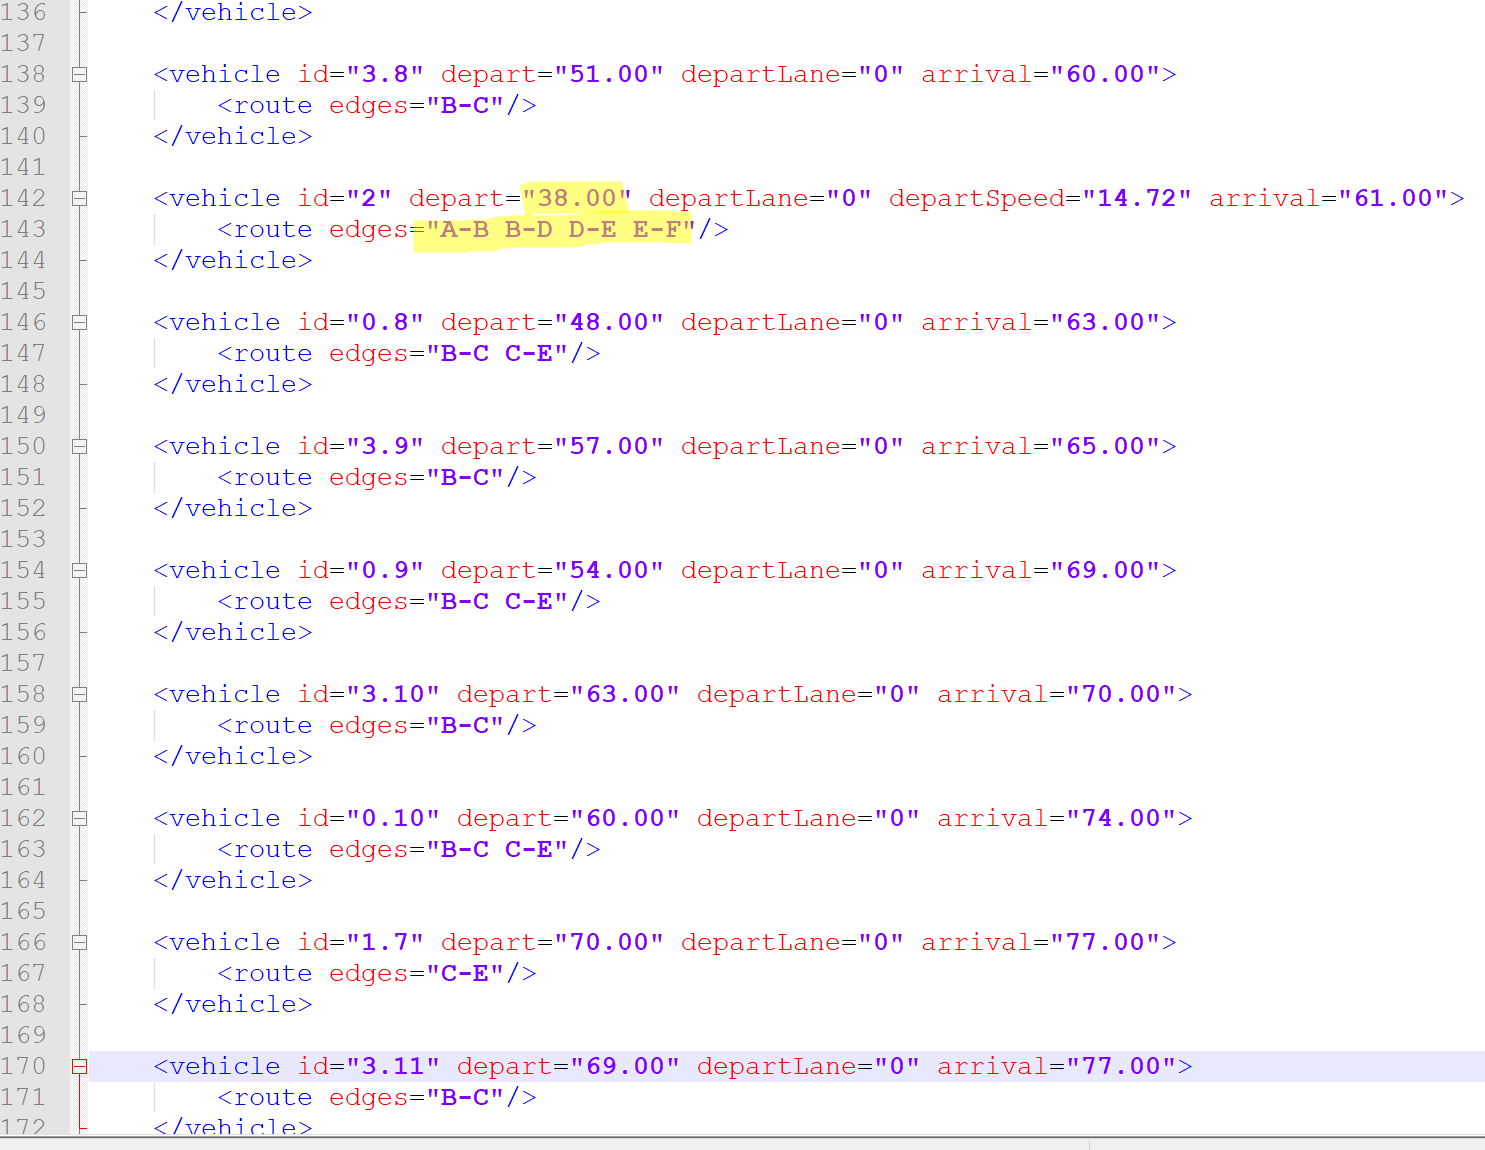 136 </vehicle>
137
138 <vehicle id="3.8" depart="51.00" departLane="0" arrival="60.00">
139 <route edges="B-C"/>
140 </vehicle>
141
142 <vehicle id="2" depart="38.00" departLane="0" departSpeed="14.72" arrival="61.00">
143 <route edges="A-B B-D D-E E-F"/>
144 </vehicle>
145
146 <vehicle id="0.8" depart="48.00" departLane="0" arrival="63.00">
147 <route edges="B-C C-E"/>
148 </vehicle>
149
150 <vehicle id="3.9" depart="57.00" departLane="0" arrival="65.00">
151 <route edges="B-C"/>
152 </vehicle>
153
154 <vehicle id="0.9" depart="54.00" departLane="0" arrival="69.00">
155 <route edges="B-C C-E"/>
156 </vehicle>
157
158 <vehicle id="3.10" depart="63.00" departLane="0" arrival="70.00">
159 <route edges="B-C"/>
160 </vehicle>
161
162 <vehicle id="0.10" depart="60.00" departLane="0" arrival="74.00">
163 <route edges="B-C C-E"/>
164 </vehicle>
165
166 <vehicle id="1.7" depart="70.00" departLane="0" arrival="77.00">
167 <route edges="C-E"/>
168 </vehicle>
169
170 <vehicle id="3.11" depart="69.00" departLane="0" arrival="77.00">
171 <route edges="B-C"/>
172 </vehicle>